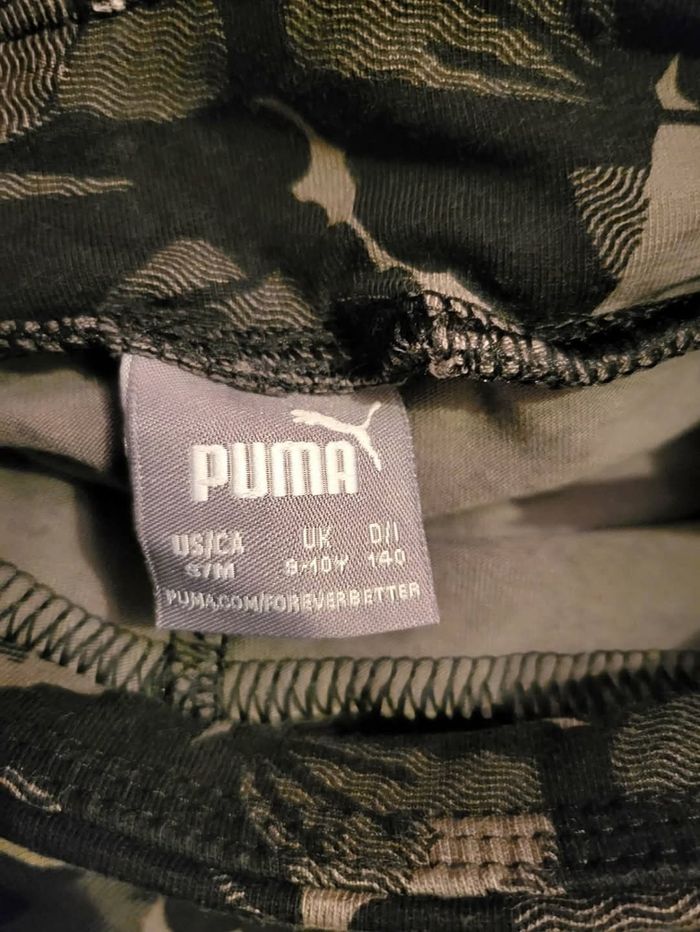 PUMA
US/CA UK D/I
S/M 9-10Y 140
PUMA.COM/FOREVERBETTER